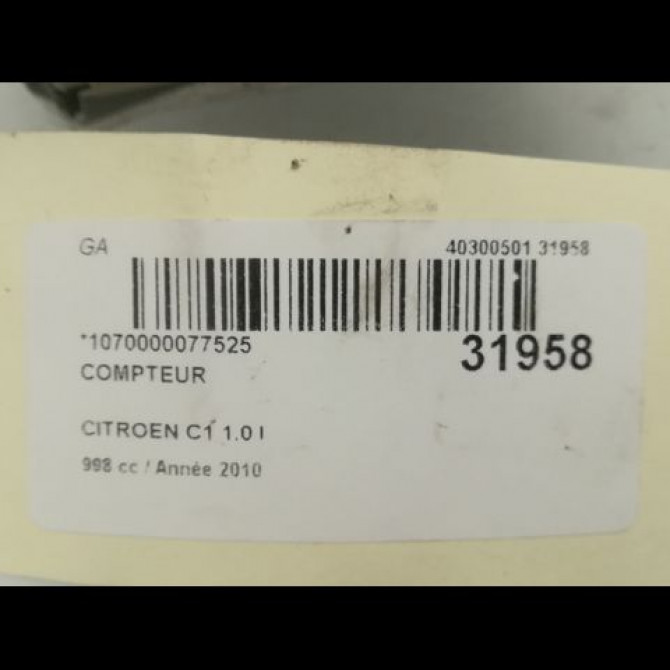 GA 40300501 31958
*1070000077525 31958
COMPTEUR
CITROEN C1 1.0 I
998 cc / Année 2010